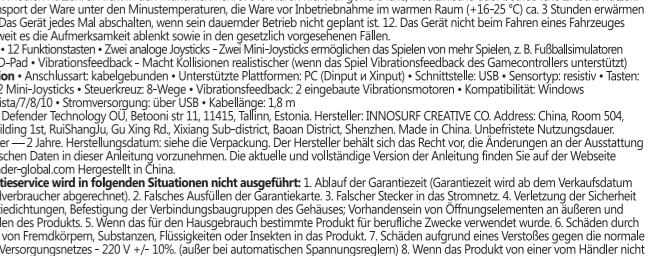 sport der Ware unter den Minustemperaturen, die Ware vor Inbetriebnahme im warmen Raum (+16-25 °C) ca. 3 Stunden erwärmen
Das Gerät jedes Mal abschalten, wenn sein dauernder Betrieb nicht geplant ist. 12. Das Gerät nicht beim Fahren eines Fahrzeuges
weit es die Aufmerksamkeit ablenkt sowie in den gesetzlich vorgesehenen Fällen.
• 12 Funktionstasten • Zwei analoge Joysticks - Zwei Mini-Joysticks ermöglichen das Spielen von mehr Spielen, z. B. Fußballsimulatoren
D-Pad • Vibrationsfeedback - Macht Kollisionen realistischer (wenn das Spiel Vibrationsfeedback des Gamecontrollers unterstützt)
ion • Anschlussart: kabelgebunden • Unterstützte Plattformen: PC (Dinput и Xinput) • Schnittstelle: USB • Sensortyp: resistiv • Tasten:
2 Mini-Joysticks • Steuerkreuz: 8-Wege • Vibrationsfeedback: 2 eingebaute Vibrationsmotoren • Kompatibilität: Windows
ista/7/8/10 • Stromversorgung: über USB • Kabellänge: 1,8 m
Defender Technology OÜ, Betooni str 11, 11415, Tallinn, Estonia. Hersteller: INNOSURF CREATIVE CO. Address: China, Room 504,
ilding 1st, RuiShangJu, Gu Xing Rd., Xixiang Sub-district, Baoan District, Shenzhen. Made in China. Unbefristete Nutzungsdauer.
er — 2 Jahre. Herstellungsdatum: siehe die Verpackung. Der Hersteller behält sich das Recht vor, die Änderungen an der Ausstattung
schen Daten in dieser Anleitung vorzunehmen. Die aktuelle und vollständige Version der Anleitung finden Sie auf der Webseite
nder-global.com Hergestellt in China.
tieservice wird in folgenden Situationen nicht ausgeführt: 1. Ablauf der Garantiezeit (Garantiezeit wird ab dem Verkaufsdatum
lverbraucher abgerechnet). 2. Falsches Ausfüllen der Garantiekarte. 3. Falscher Stecker in das Stromnetz. 4. Verletzung der Sicherheit
iedichtungen, Befestigung der Verbindungsbaugruppen des Gehäuses; Vorhandensein von Öffnungselementen an äußeren und
len des Produkts. 5. Wenn das für den Hausgebrauch bestimmte Produkt für berufliche Zwecke verwendet wurde. 6. Schäden durch
von Fremdkörpern, Substanzen, Flüssigkeiten oder Insekten in das Produkt. 7. Schäden aufgrund eines Verstoßes gegen die normale
Versorgungsnetzes - 220 V +/- 10%. (außer bei automatischen Spannungsreglern) 8. Wenn das Produkt von einer vom Händler nicht